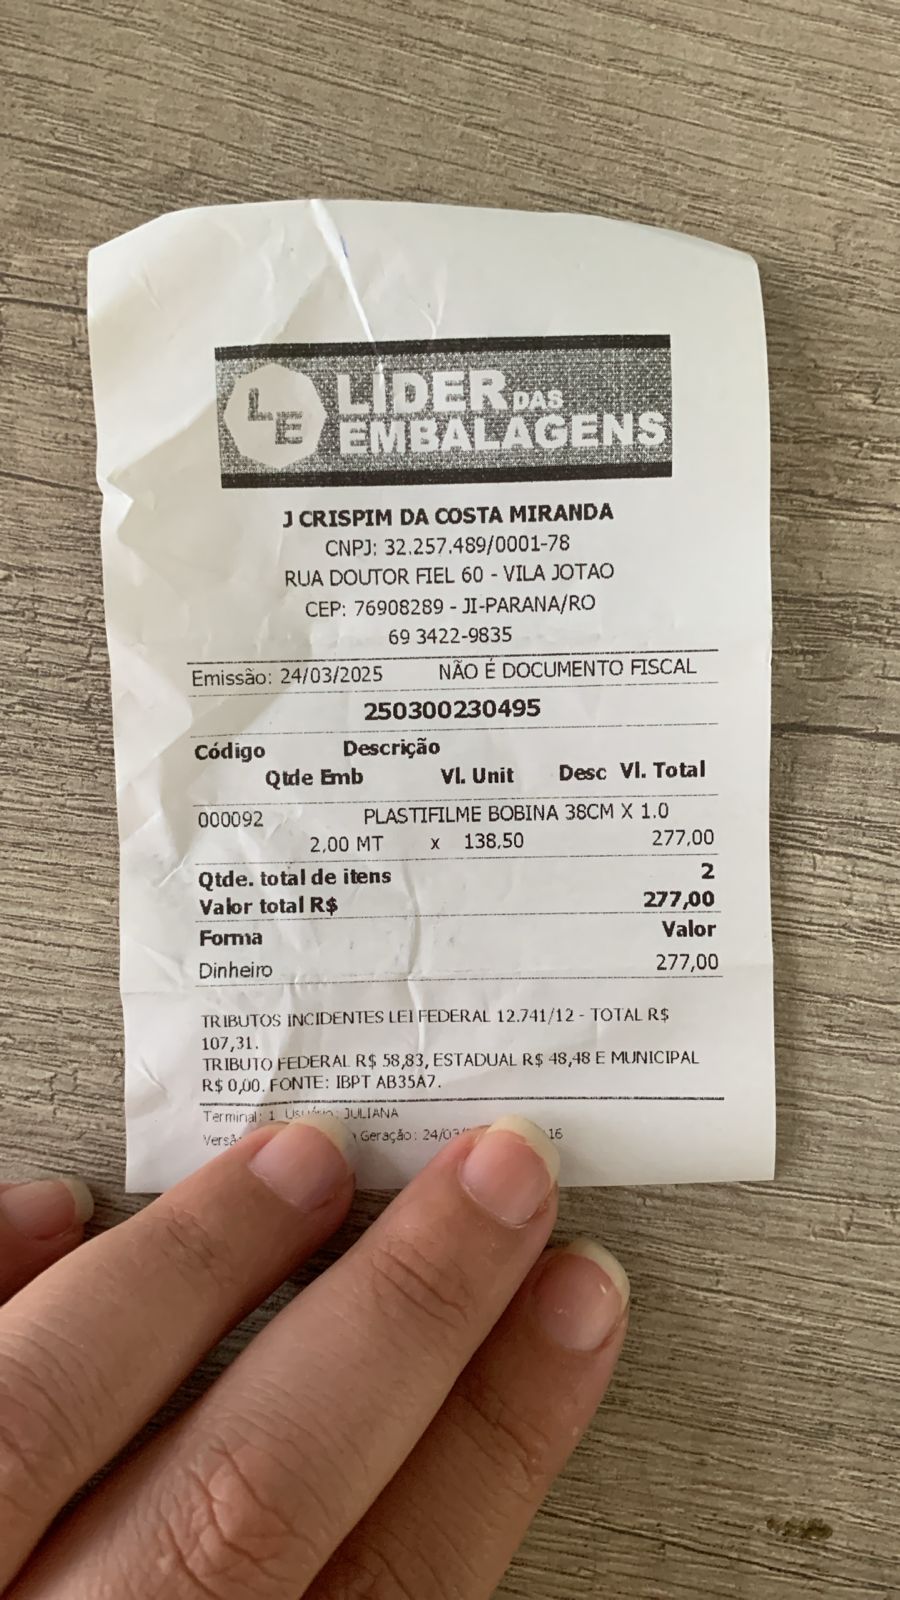 LE LÍDER DAS
EMBALAGENS
J CRISPIM DA COSTA MIRANDA
CNPJ: 32.257.489/0001-78
RUA DOUTOR FIEL 60 - VILA JOTAO
CEP: 76908289 - JI-PARANA/RO
69 3422-9835
Emissão: 24/03/2025 NÃO É DOCUMENTO FISCAL
250300230495
Código Descrição
Qtde Emb Vl. Unit Desc Vl. Total
000092 PLASTIFILME BOBINA 38CM X 1.0
2,00 MT x 138,50 277,00
Qtde. total de itens 2
Valor total R$ 277,00
Forma Valor
Dinheiro 277,00
TRIBUTOS INCIDENTES LEI FEDERAL 12.741/12 - TOTAL R$
107,31.
TRIBUTO FEDERAL R$ 58,83, ESTADUAL R$ 48,48 E MUNICIPAL
R$ 0,00. FONTE: IBPT AB35A7.
Terminal: 1 Usuário: JULIANA
Geração: 24/03/ 16